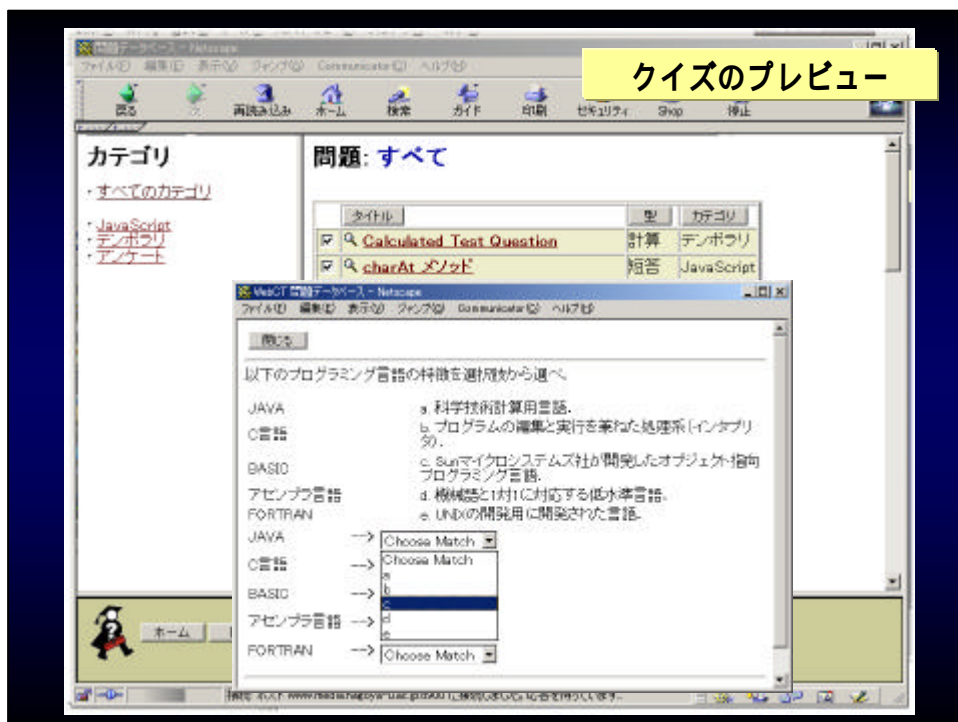 クイズのプレビュー
問題データベース - Netscape
ファイル(F) 編集(E) 表示(V) ジャンプ(G) Communicator(C) ヘルプ(H)
戻る 再読み込み ホーム 検索 ガイド 印刷 セキュリティ Shop 停止
カテゴリ
・すべてのカテゴリ
・JavaScript
・テンポラリ
・アンケート
問題: すべて
タイトル 型 カテゴリ
Calculated Test Question 計算 テンポラリ
charAt メソッド 短答 JavaScript
WebCT 問題データベース - Netscape
ファイル(F) 編集(E) 表示(V) ジャンプ(G) Communicator(C) ヘルプ(H)
閉じる
以下のプログラミング言語の特徴を選択肢から選べ.
JAVA a. 科学技術計算用言語.
C言語 b. プログラムの編集と実行を兼ねた処理系(インタプリタ).
BASIC c. Sunマイクロシステムズ社が開発したオブジェクト指向プログラミング言語.
アセンブラ言語 d. 機械語と1対1に対応する低水準言語.
FORTRAN e. UNIXの開発用に開発された言語.
JAVA --> Choose Match
C言語 --> Choose Match
a
BASIC --> b
c
アセンブラ言語 --> d
e
FORTRAN --> Choose Match
ホーム